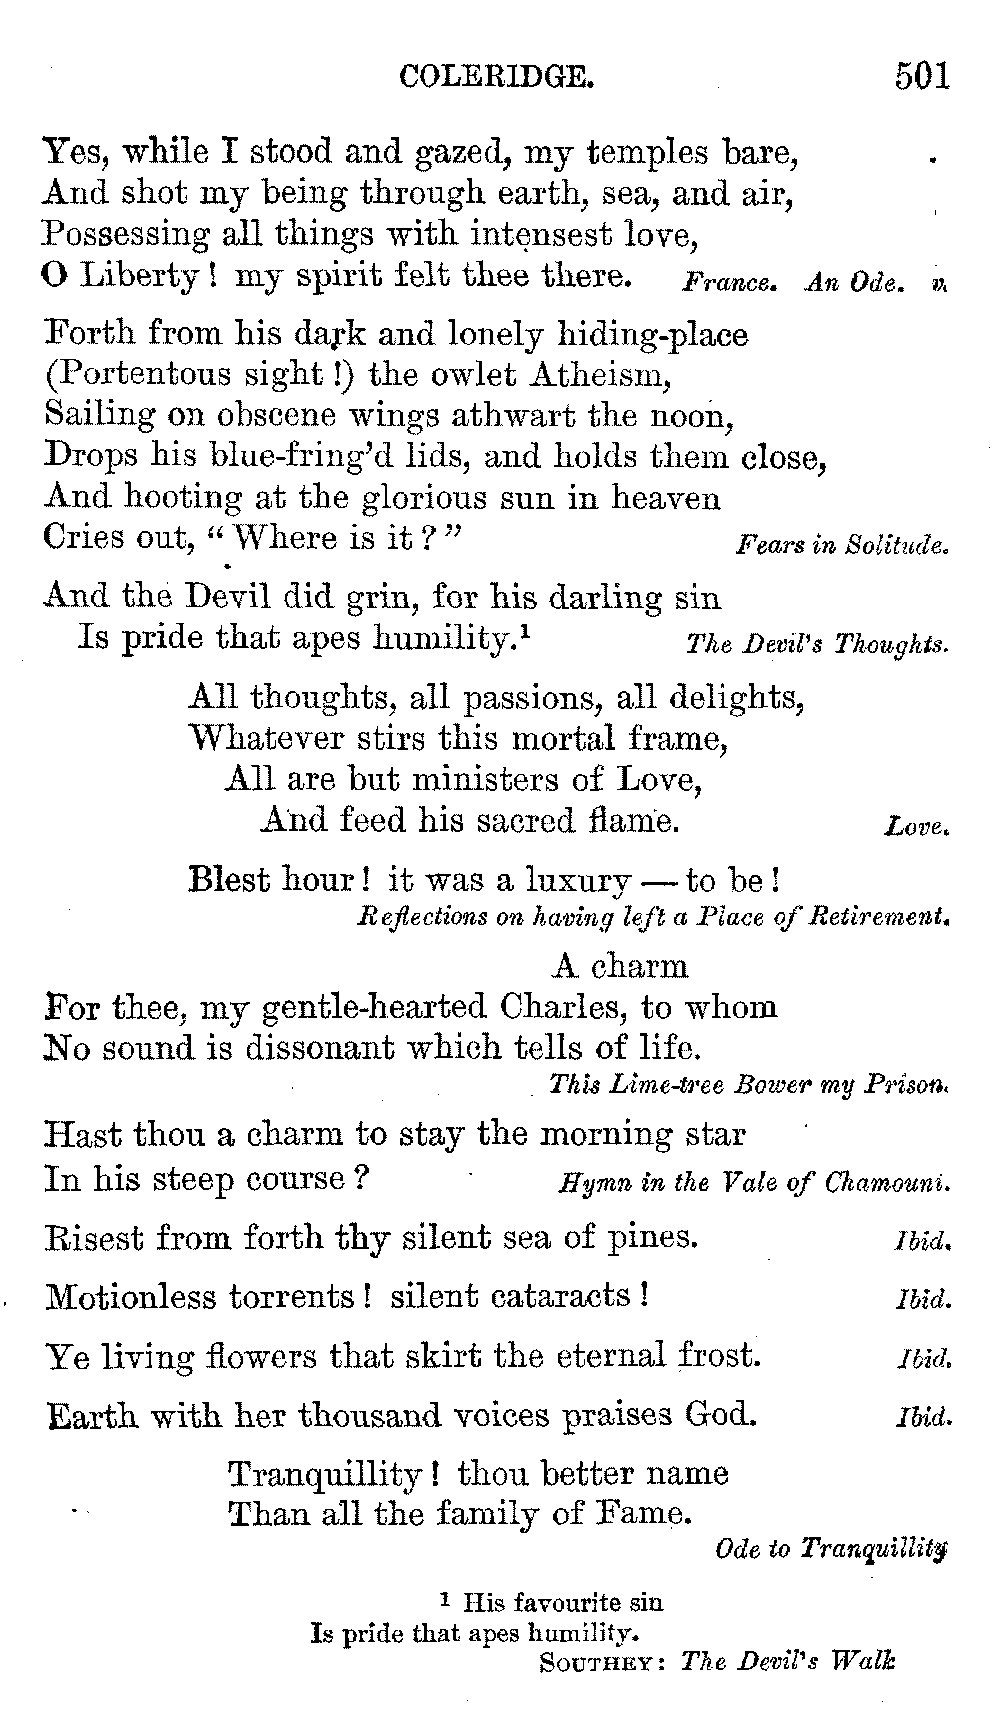 COLERIDGE. 501
Yes, while I stood and gazed, my temples bare,
And shot my being through earth, sea, and air,
Possessing all things with intensest love,
O Liberty! my spirit felt thee there. France. An Ode. v.
Forth from his dark and lonely hiding-place
(Portentous sight!) the owlet Atheism,
Sailing on obscene wings athwart the noon,
Drops his blue-fring'd lids, and holds them close,
And hooting at the glorious sun in heaven
Cries out, "Where is it?" Fears in Solitude.
And the Devil did grin, for his darling sin
Is pride that apes humility.¹ The Devil's Thoughts.
All thoughts, all passions, all delights,
Whatever stirs this mortal frame,
All are but ministers of Love,
And feed his sacred flame. Love.
Blest hour! it was a luxury — to be!
Reflections on having left a Place of Retirement.
A charm
For thee, my gentle-hearted Charles, to whom
No sound is dissonant which tells of life.
This Lime-tree Bower my Prison.
Hast thou a charm to stay the morning star
In his steep course? Hymn in the Vale of Chamouni.
Risest from forth thy silent sea of pines. Ibid.
Motionless torrents! silent cataracts! Ibid.
Ye living flowers that skirt the eternal frost. Ibid.
Earth with her thousand voices praises God. Ibid.
Tranquillity! thou better name
Than all the family of Fame.
Ode to Tranquillity
¹ His favourite sin
Is pride that apes humility.
SOUTHEY: The Devil's Walk